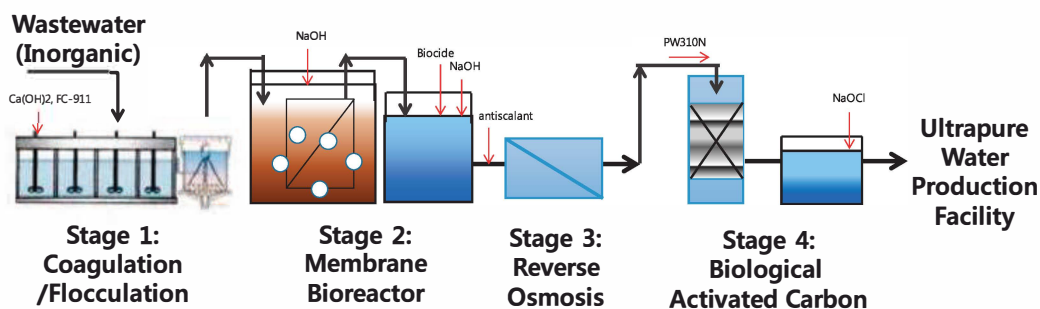 Wastewater
(Inorganic)
Ca(OH)2, FC-911
NaOH
Biocide
NaOH
antiscalant
PW310N
NaOCl
Ultrapure
Water
Production
Facility
Stage 1:
Coagulation
/Flocculation
Stage 2:
Membrane
Bioreactor
Stage 3:
Reverse
Osmosis
Stage 4:
Biological
Activated Carbon